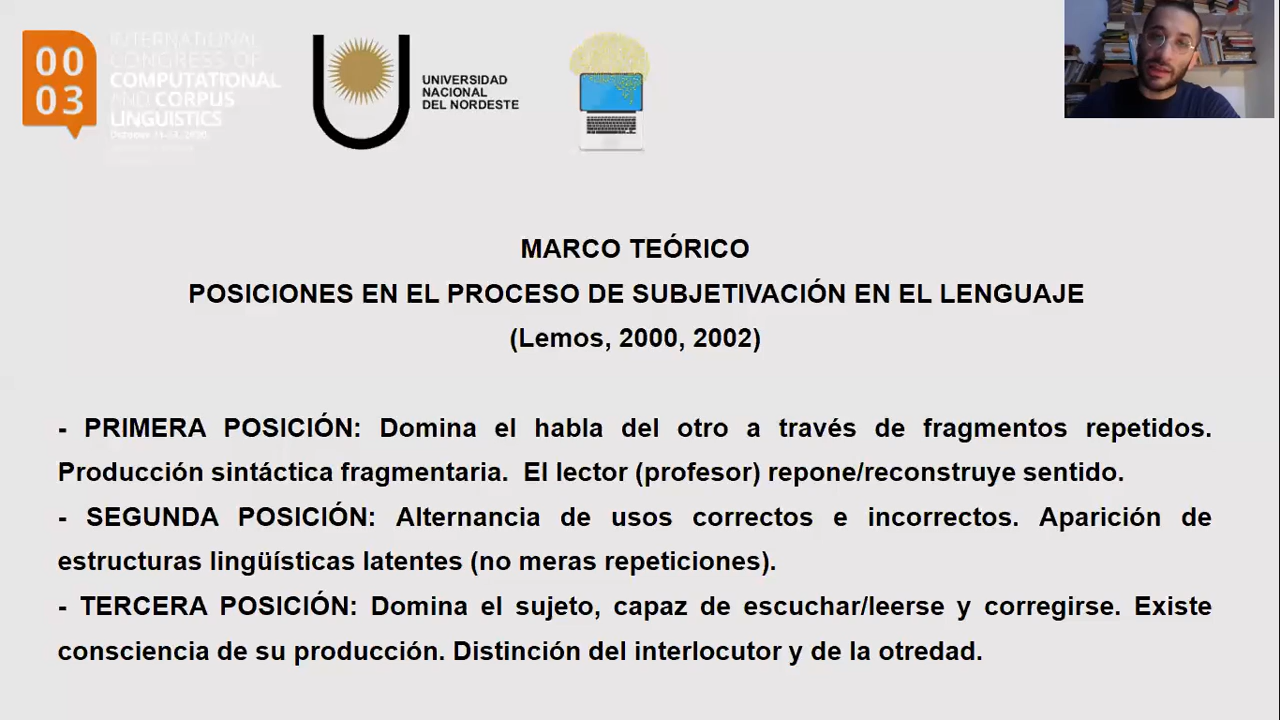 00
03
INTERNATIONAL
CONGRESS OF
COMPUTATIONAL
AND CORPUS
LINGUISTICS
UNIVERSIDAD
NACIONAL
DEL NORDESTE
MARCO TEÓRICO
POSICIONES EN EL PROCESO DE SUBJETIVACIÓN EN EL LENGUAJE
(Lemos, 2000, 2002)
- PRIMERA POSICIÓN: Domina el habla del otro a través de fragmentos repetidos.
Producción sintáctica fragmentaria. El lector (profesor) repone/reconstruye sentido.
- SEGUNDA POSICIÓN: Alternancia de usos correctos e incorrectos. Aparición de
estructuras lingüísticas latentes (no meras repeticiones).
- TERCERA POSICIÓN: Domina el sujeto, capaz de escuchar/leerse y corregirse. Existe
consciencia de su producción. Distinción del interlocutor y de la otredad.